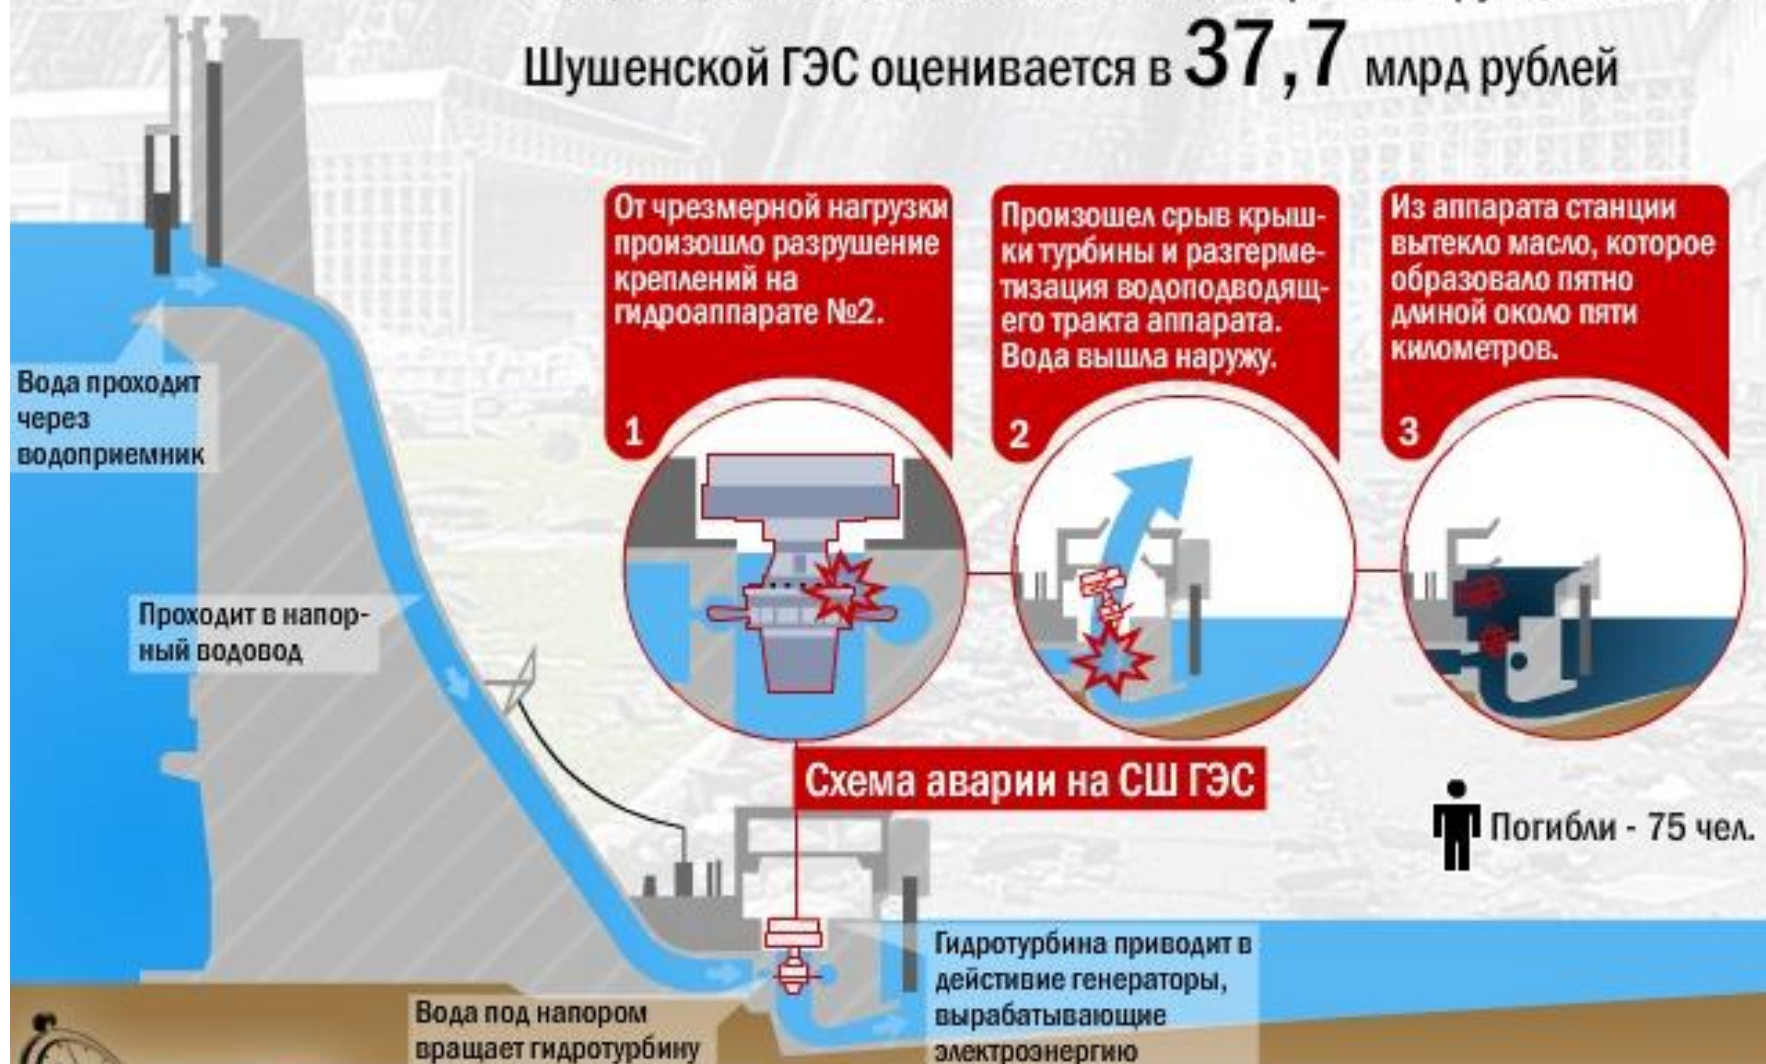 Шушенской ГЭС оценивается в 37,7 млрд рублей
От чрезмерной нагрузки
произошло разрушение
креплений на
гидроаппарате №2.
1
Произошел срыв крыш-
ки турбины и разгерме-
тизация водоподводящ-
его тракта аппарата.
Вода вышла наружу.
2
Из аппарата станции
вытекло масло, которое
образовало пятно
длиной около пяти
километров.
3
Вода проходит
через
водоприемник
Проходит в напор-
ный водовод
Схема аварии на СШ ГЭС
Погибли - 75 чел.
Гидротурбина приводит в
дейстивие генераторы,
вырабатывающие
электроэнергию
Вода под напором
вращает гидротурбину